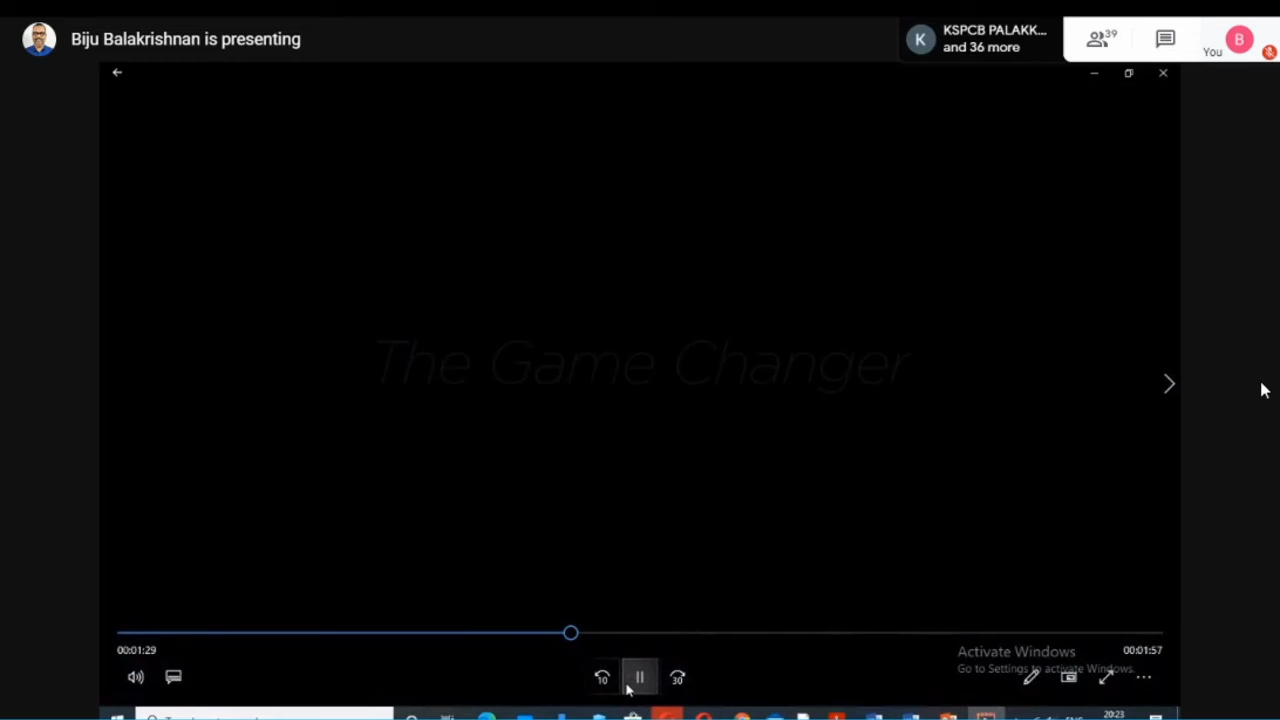 Biju Balakrishnan is presenting
K
KSPCB PALAKK...
and 36 more
39
You
B
The Game Changer
00:01:29
00:01:57
Activate Windows
Go to Settings to activate Windows.
10
30
20:23